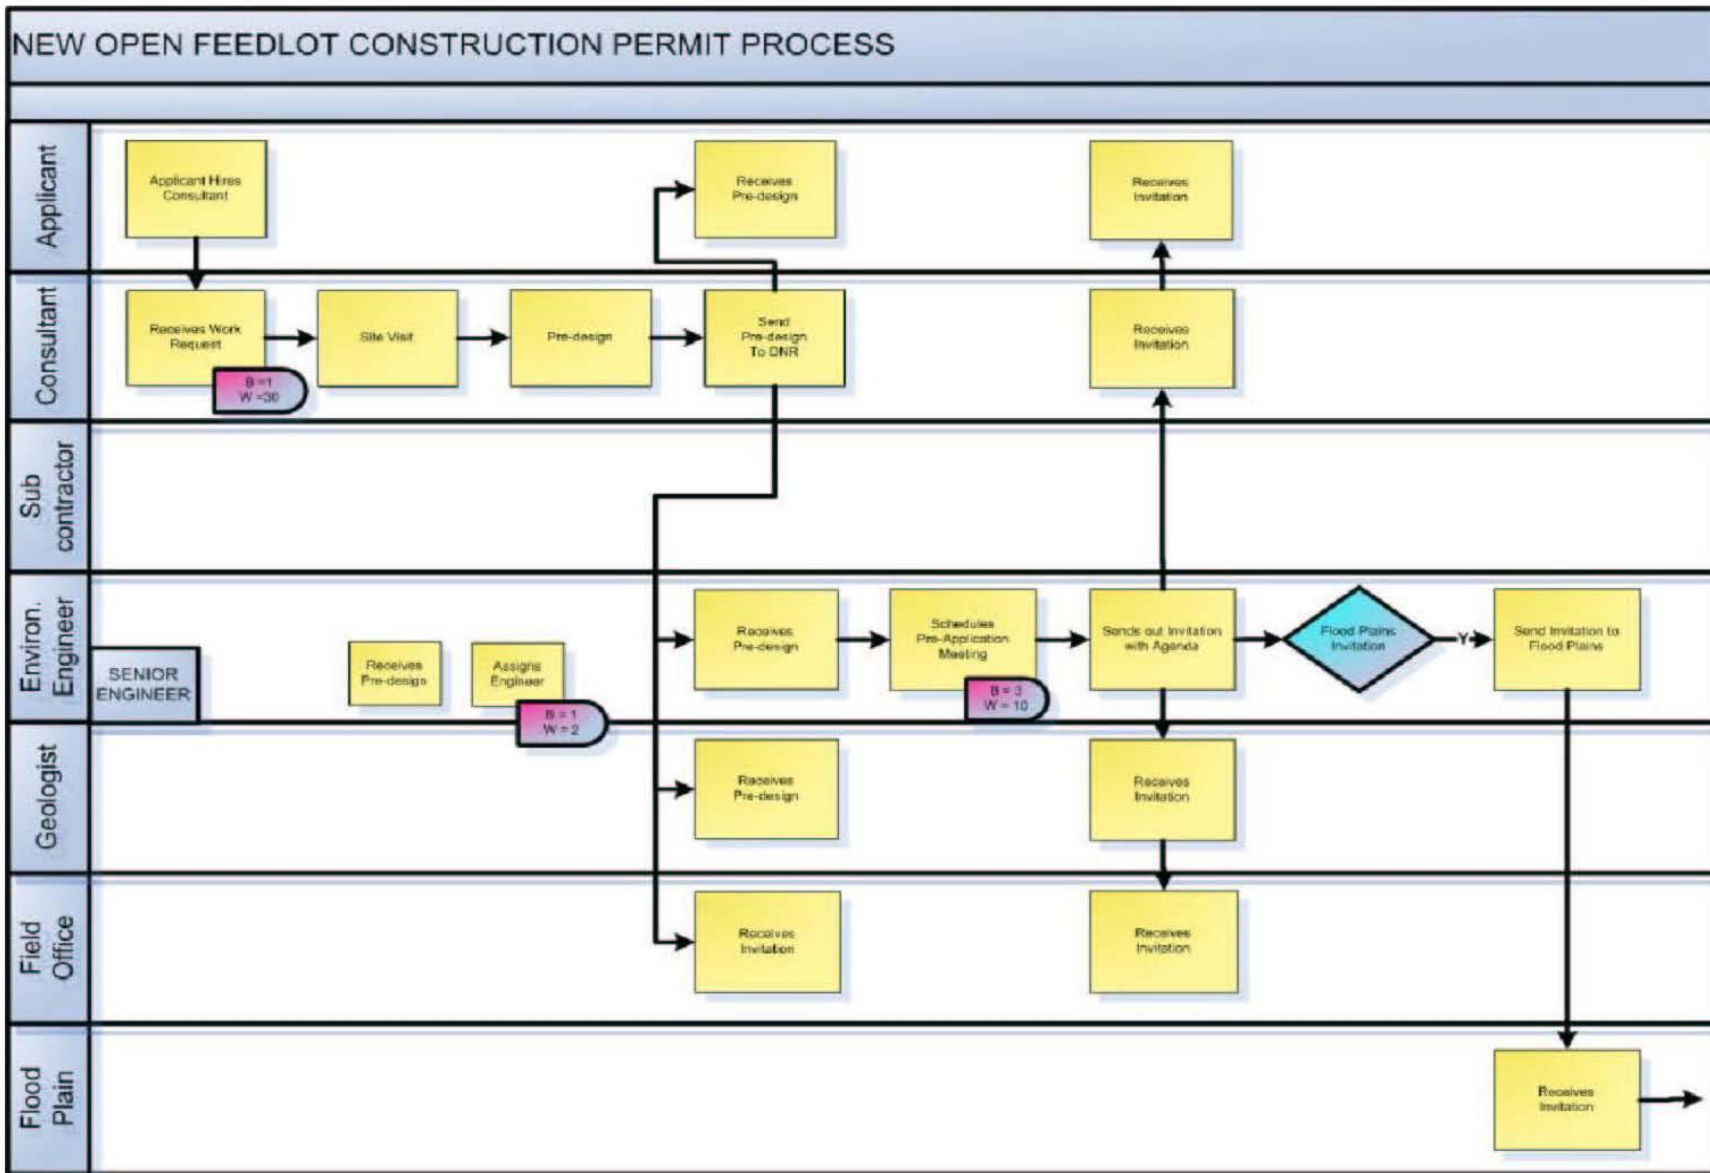 NEW OPEN FEEDLOT CONSTRUCTION PERMIT PROCESS
Applicant
Applicant Hires
Consultant
Receives
Pre-design
Receives
Invitation
Consultant
Receives Work
Request
B =1
W =30
Site Visit
Pre-design
Send
Pre-design
To DNR
Receives
Invitation
Sub
contractor
Environ.
Engineer
SENIOR
ENGINEER
Receives
Pre-design
Assigns
Engineer
B = 1
W = 2
Receives
Pre-design
Schedules
Pre-Application
Meeting
B = 3
W = 10
Sends out Invitation
with Agenda
Flood Plains
Invitation
Y
Send Invitation to
Flood Plains
Geologist
Receives
Pre-design
Receives
Invitation
Field
Office
Receives
Invitation
Receives
Invitation
Flood
Plain
Receives
Invitation